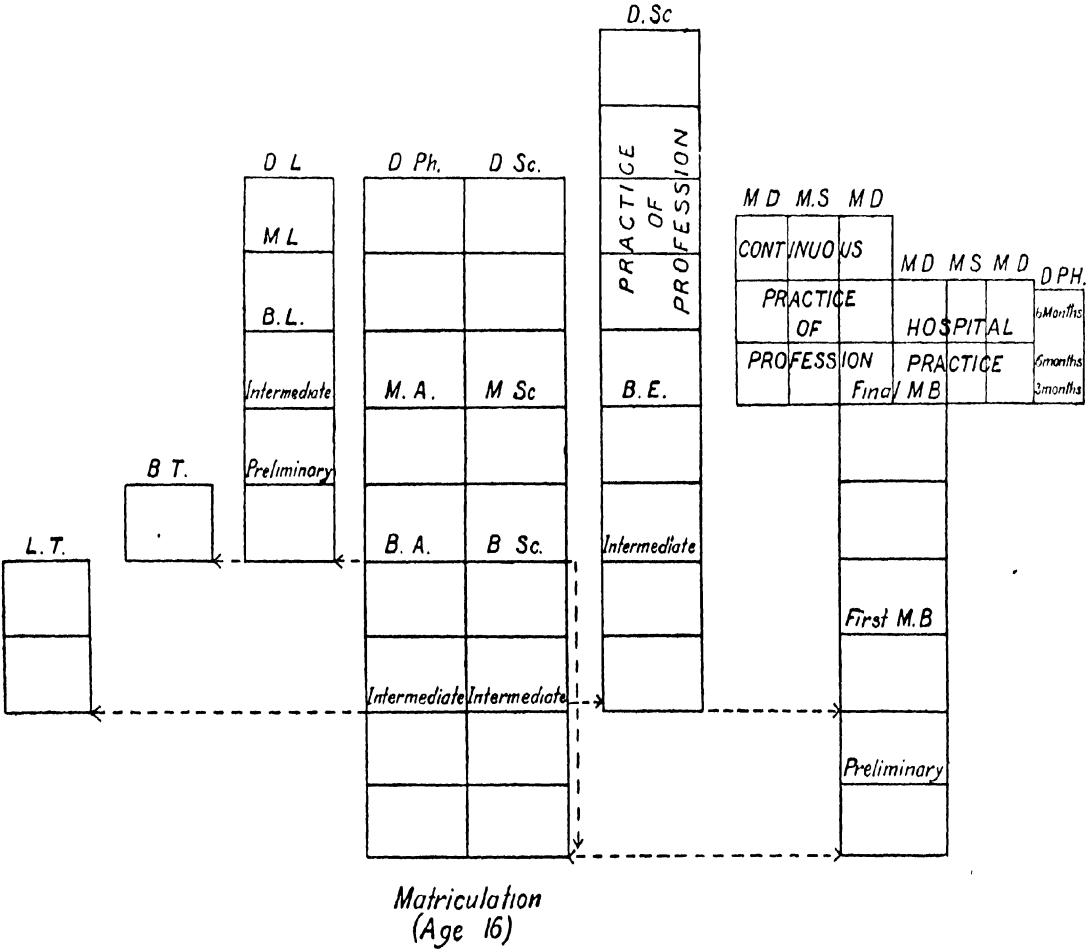 D.Sc
D L
D Ph.
D Sc.
PRACTICE
OF
PROFESSION
M D M.S M D
M L
CONTINUOUS
M D M S M D
D PH.
B.L.
PRACTICE
OF
PROFESSION
HOSPITAL
PRACTICE
6 Months
6 months
3 months
Intermediate
M. A.
M Sc
B. E.
Final M B
B T.
Preliminary
L. T.
B. A.
B Sc.
Intermediate
First M. B
Intermediate
Intermediate
Preliminary
Matriculation
(Age 16)